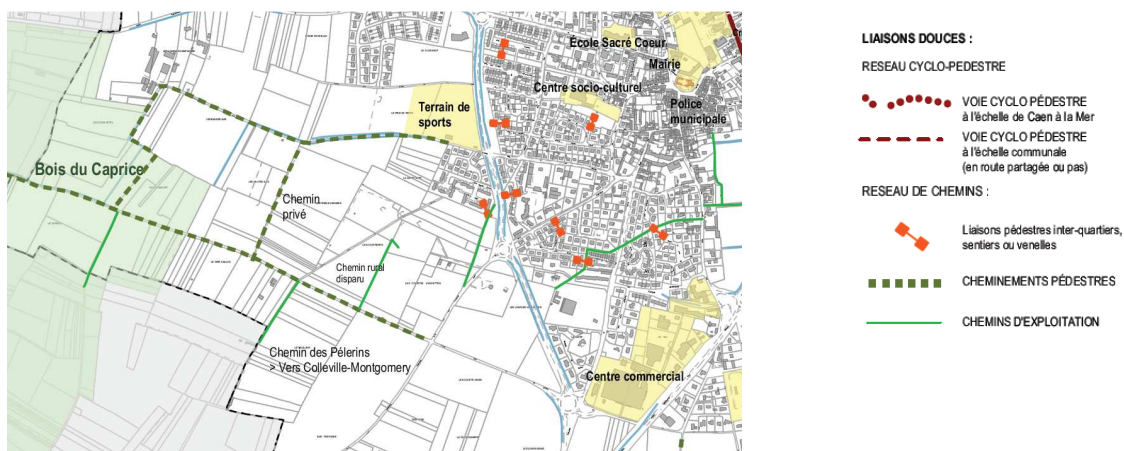 École Sacré Coeur
Mairie
Centre socio-culturel
Police
municipale
Terrain de
sports
Bois du Caprice
Chemin
privé
Chemin rural
disparu
Chemin des Pélerins
> Vers Colleville-Montgomery
Centre commercial
LIAISONS DOUCES :
RESEAU CYCLO-PEDESTRE
VOIE CYCLO PÉDESTRE
à l'échelle de Caen à la Mer
VOIE CYCLO PÉDESTRE
à l'échelle communale
(en route partagée ou pas)
RESEAU DE CHEMINS :
Liaisons pédestres inter-quartiers,
sentiers ou venelles
CHEMINEMENTS PÉDESTRES
CHEMINS D'EXPLOITATION